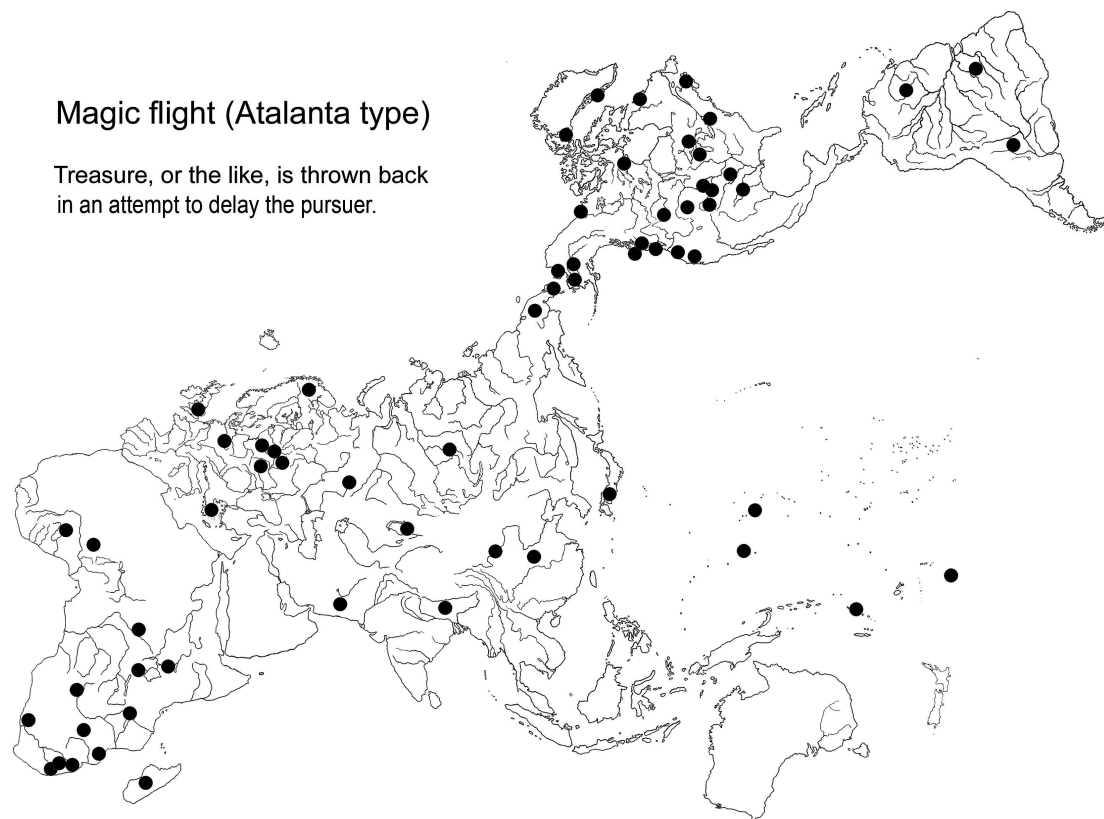 Magic flight (Atalanta type)
Treasure, or the like, is thrown back
in an attempt to delay the pursuer.